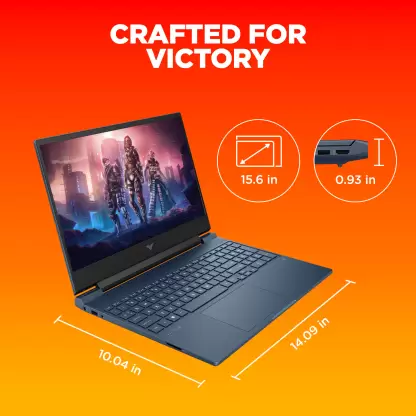 CRAFTED FOR
VICTORY
15.6 in
0.93 in
10.04 in
14.09 in